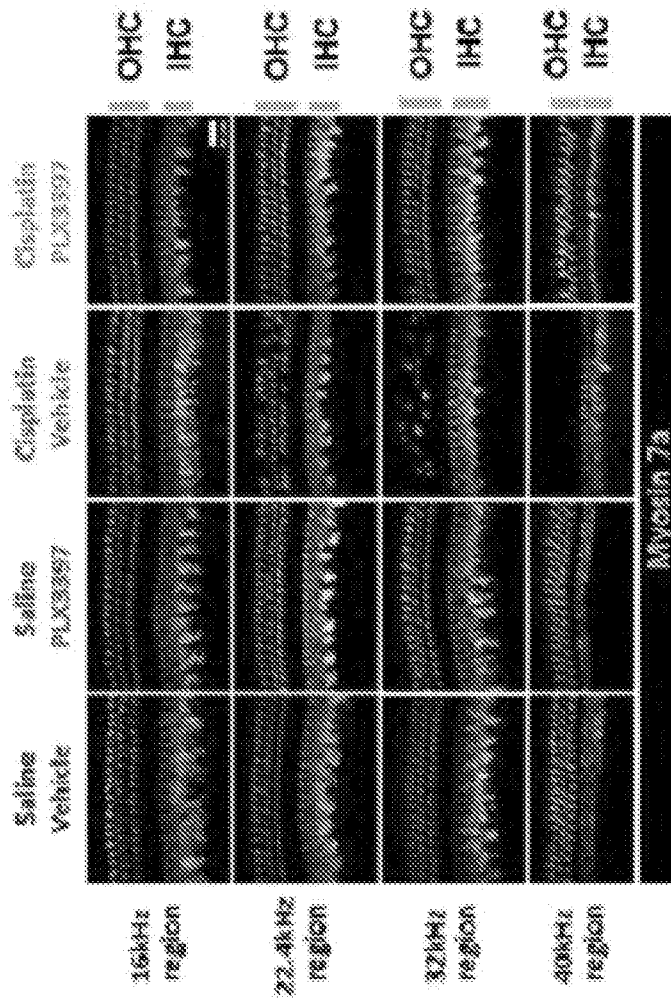 Saline
Vehicle
Saline
PLX3397
Cisplatin
Vehicle
Cisplatin
PLX3397
16kHz
region
OHC
IHC
22.4kHz
region
OHC
IHC
32kHz
region
OHC
IHC
40kHz
region
OHC
IHC
Myosin 7a